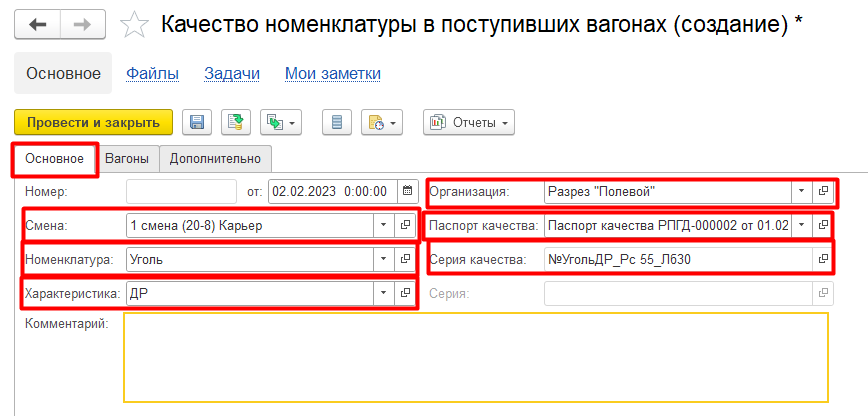 Качество номенклатуры в поступивших вагонах (создание) *
Основное Файлы Задачи Мои заметки
Провести и закрыть Отчеты
Основное Вагоны Дополнительно
Номер: от: 02.02.2023 0:00:00 Организация: Разрез "Полевой"
Смена: 1 смена (20-8) Карьер Паспорт качества: Паспорт качества РПГД-000002 от 01.02
Номенклатура: Уголь Серия качества: №УгольДР_Рс 55_Лб30
Характеристика: ДР Серия:
Комментарий: